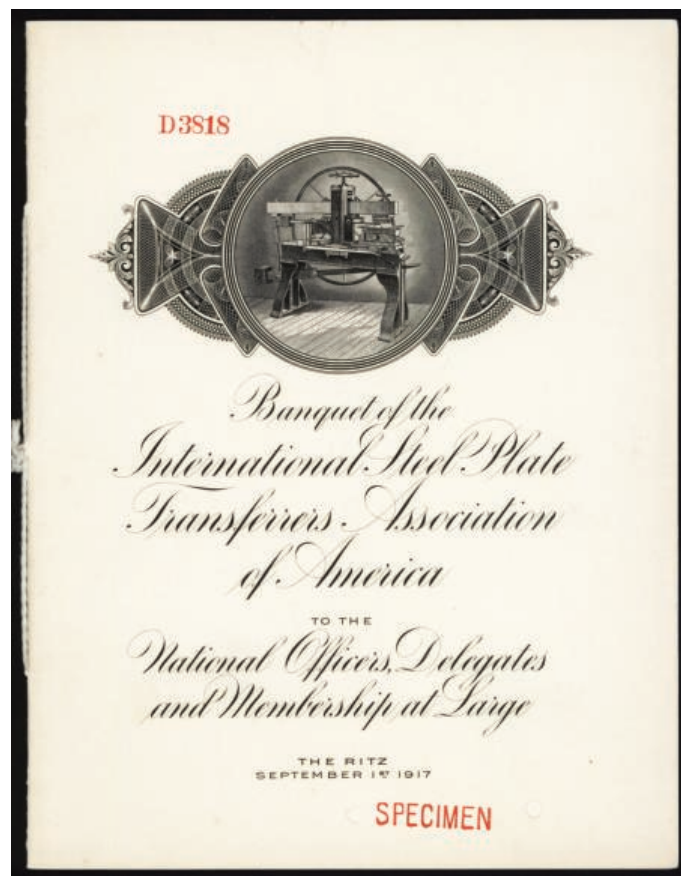 D3818
Banquet of the
International Steel Plate
Transferrers Association
of America
TO THE
National Officers, Delegates
and Membership at Large
THE RITZ
SEPTEMBER 1ST 1917
SPECIMEN